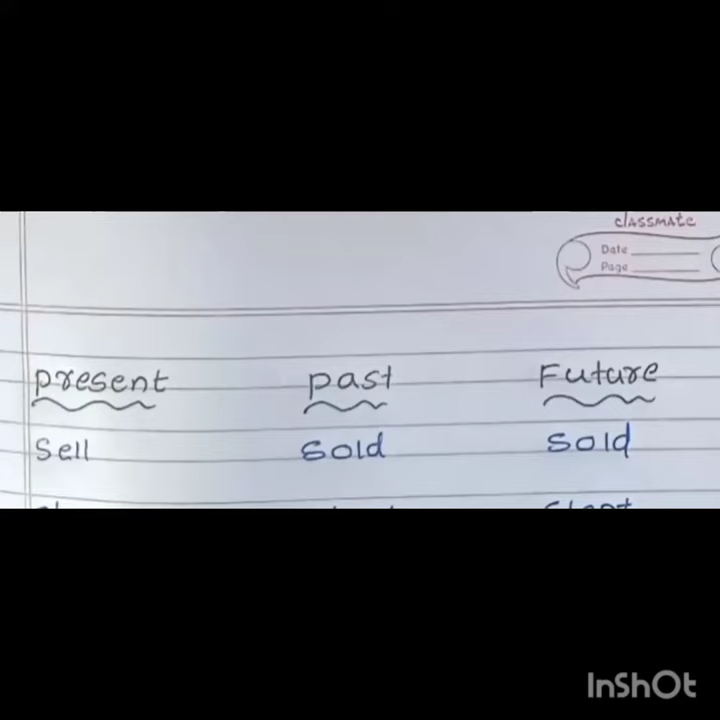 classmate
Date
Page
present past Future
Sell sold sold
InShOt